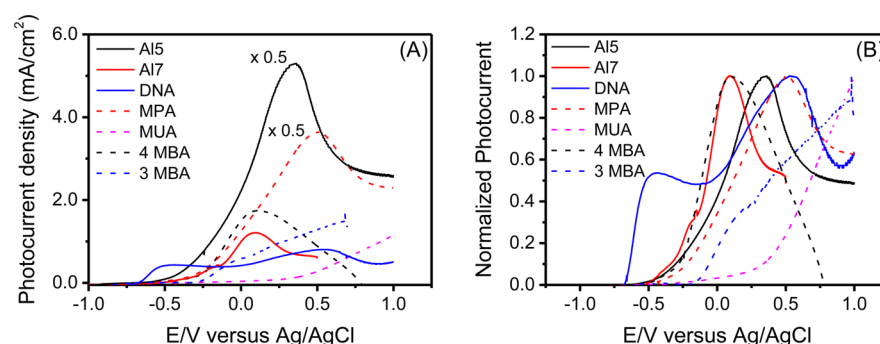 6.0
4.0
2.0
0.0
-1.0
-0.5
0.0
0.5
1.0
Photocurrent density (mA/cm²)
E/V versus Ag/AgCl
Al5
Al7
DNA
MPA
MUA
4 MBA
3 MBA
x 0.5
x 0.5
(A)
1.2
1.0
0.8
0.6
0.4
0.2
0.0
-1.0
-0.5
0.0
0.5
1.0
Normalized Photocurrent
E/V versus Ag/AgCl
Al5
Al7
DNA
MPA
MUA
4 MBA
3 MBA
(B)